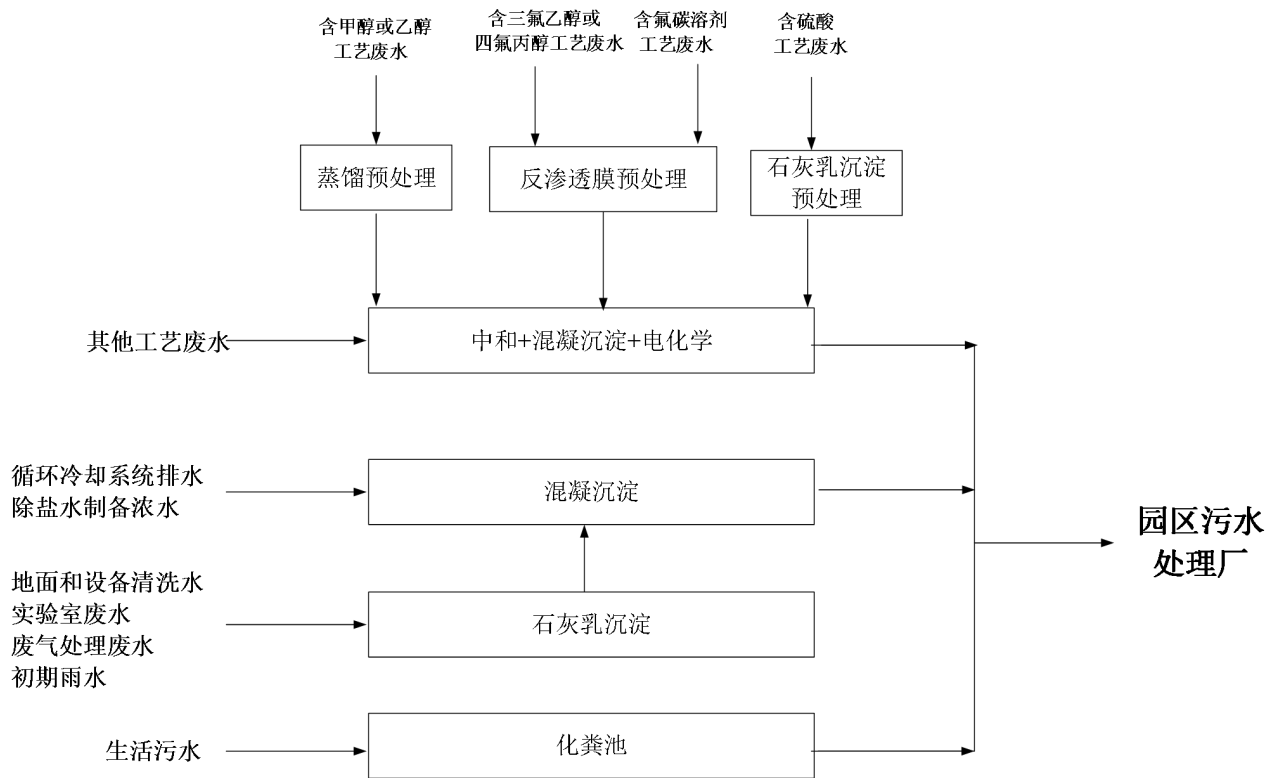 含甲醇或乙醇
工艺废水
含三氟乙醇或
四氟丙醇工艺废水
含氟碳溶剂
工艺废水
含硫酸
工艺废水
蒸馏预处理
反渗透膜预处理
石灰乳沉淀
预处理
其他工艺废水
中和+混凝沉淀+电化学
循环冷却系统排水
除盐水制备浓水
混凝沉淀
园区污水
处理厂
地面和设备清洗水
实验室废水
废气处理废水
初期雨水
石灰乳沉淀
生活污水
化粪池